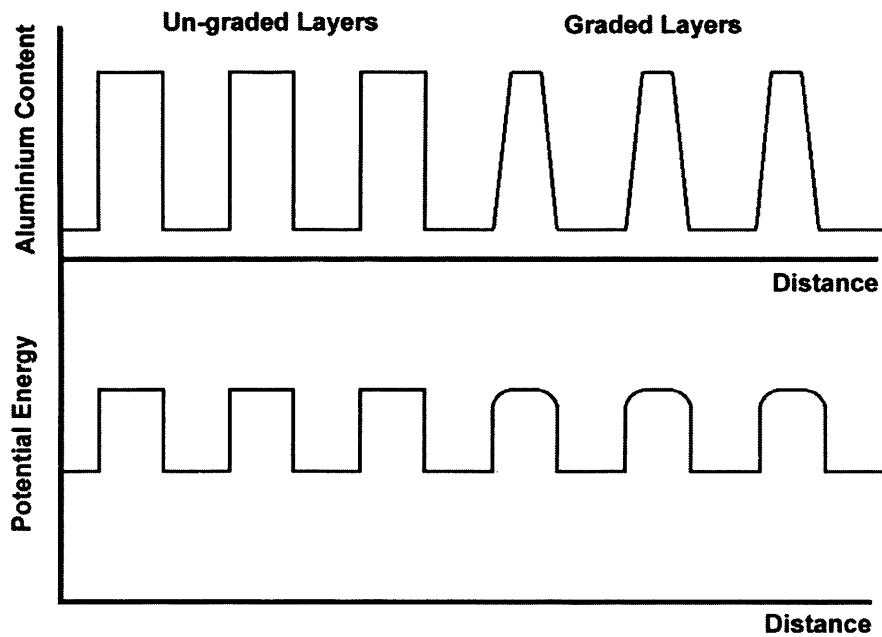 Un-graded Layers
Graded Layers
Aluminium Content
Distance
Potential Energy
Distance